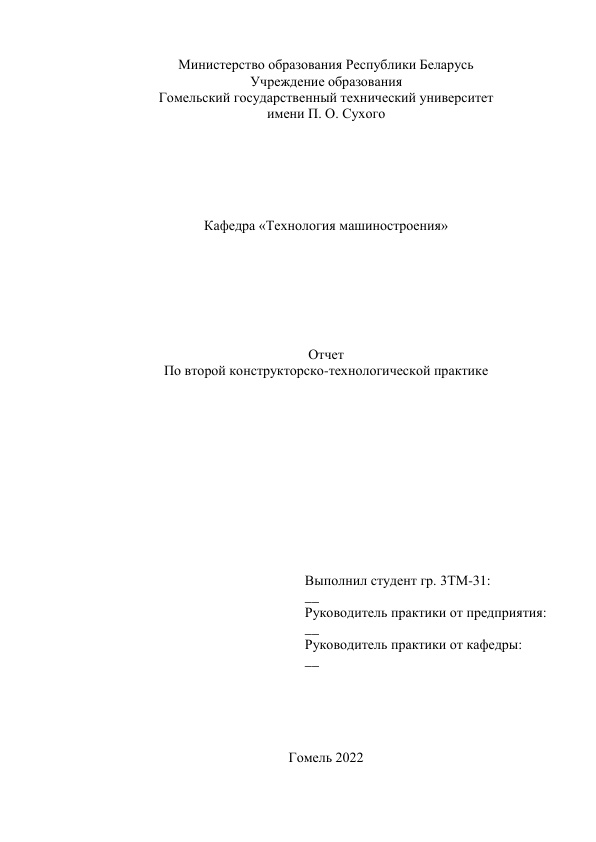 Министерство образования Республики Беларусь
Учреждение образования
Гомельский государственный технический университет
имени П. О. Сухого
Кафедра «Технология машиностроения»
Отчет
По второй конструкторско-технологической практике
Выполнил студент гр. ЗТМ-31:
__
Руководитель практики от предприятия:
__
Руководитель практики от кафедры:
__
Гомель 2022